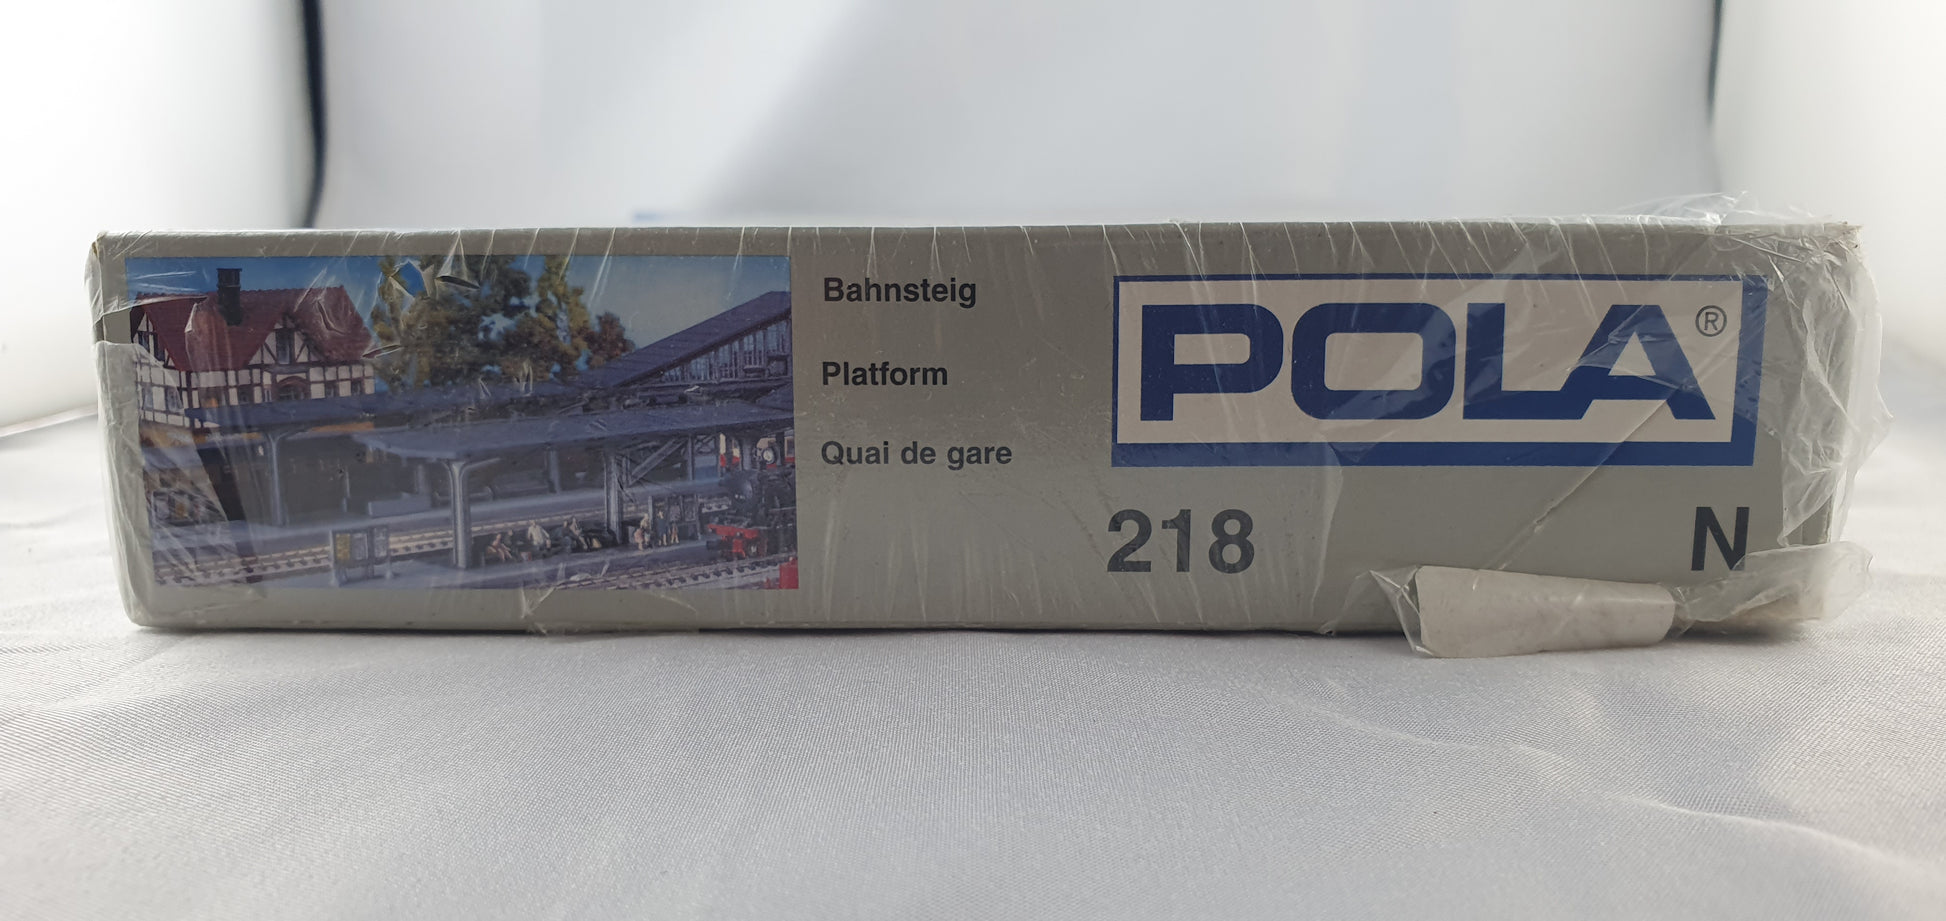 Bahnsteig
Platform
Quai de gare
POLA®
218 N